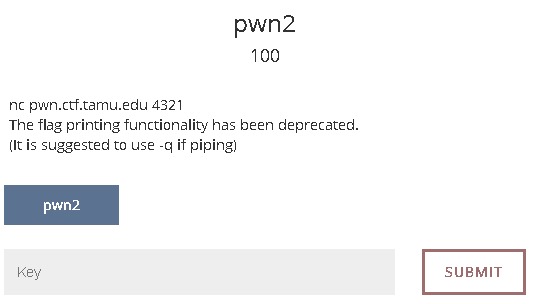 pwn2
100
nc pwn.ctf.tamu.edu 4321
The flag printing functionality has been deprecated.
(It is suggested to use -q if piping)
pwn2
Key
SUBMIT